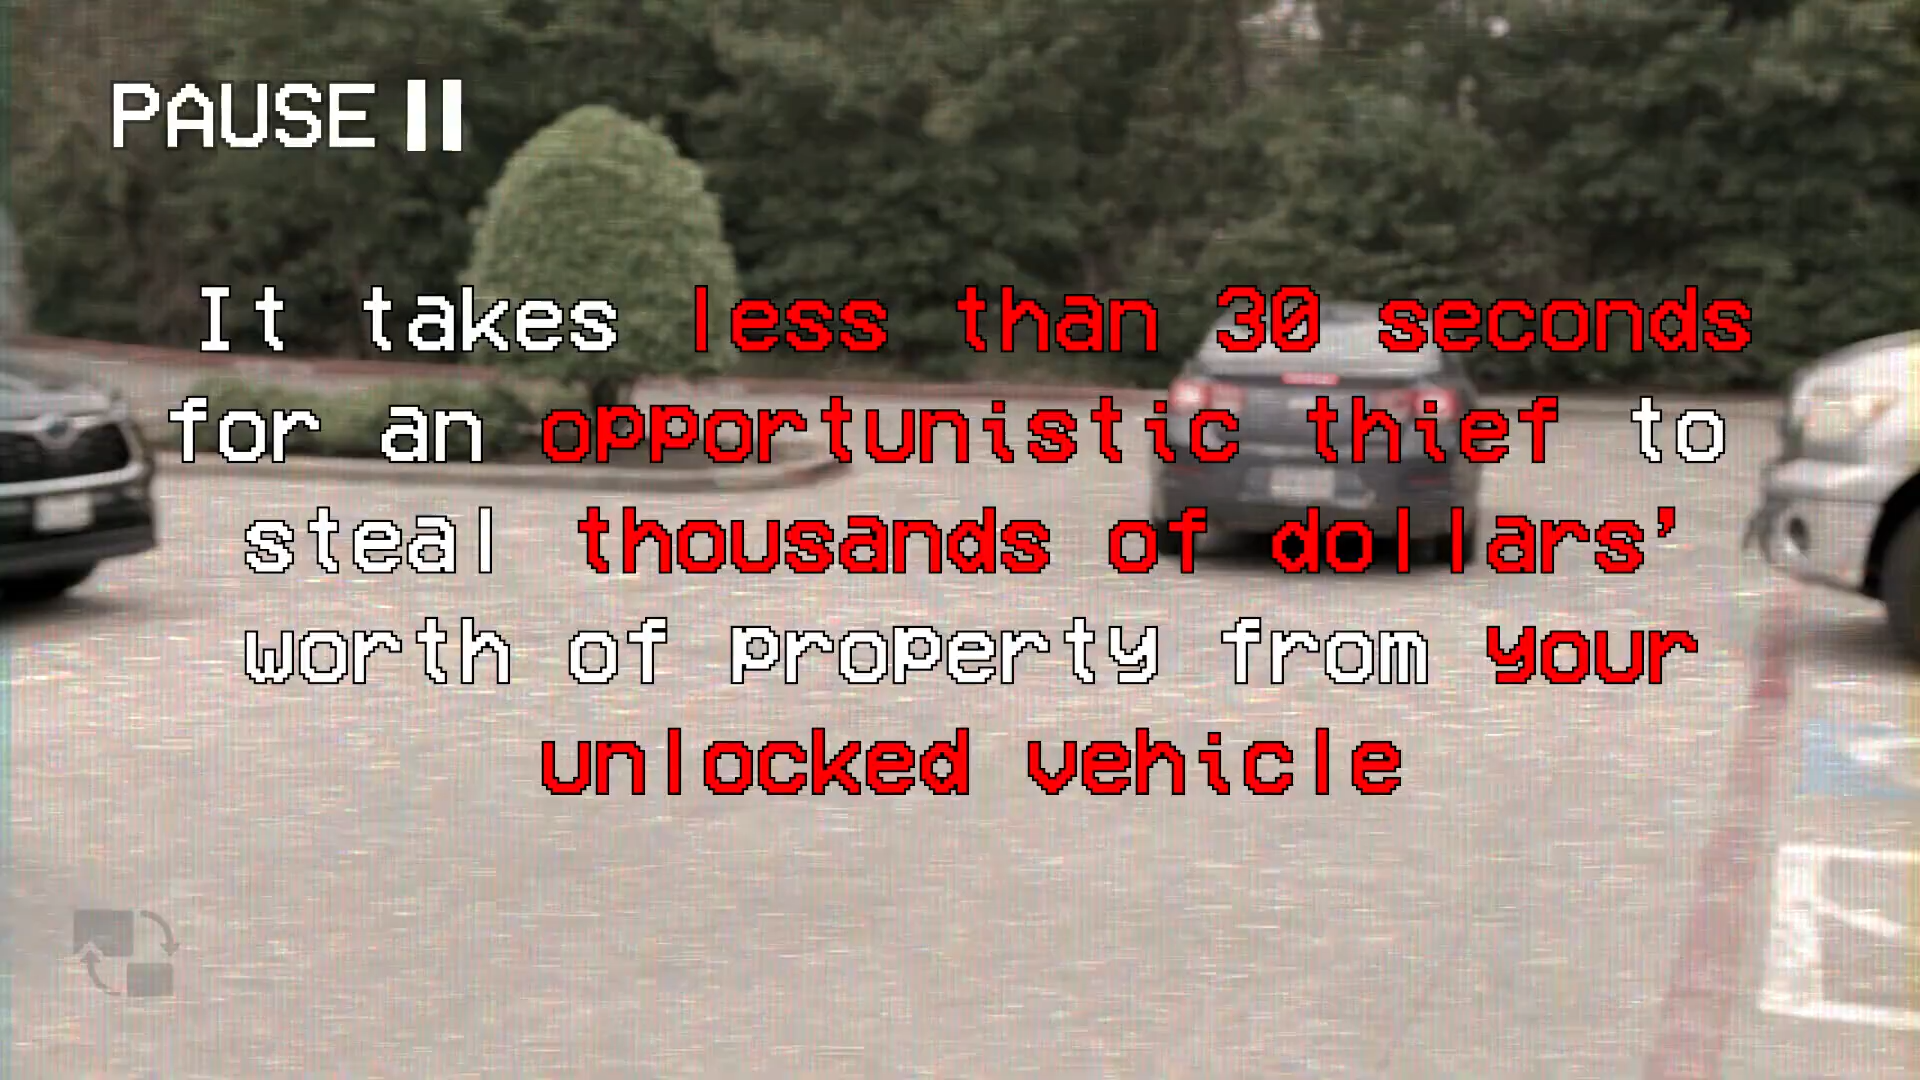 PAUSE
It takes less than 30 seconds
for an opportunistic thief to
steal thousands of dollars’
worth of property from your
unlocked vehicle